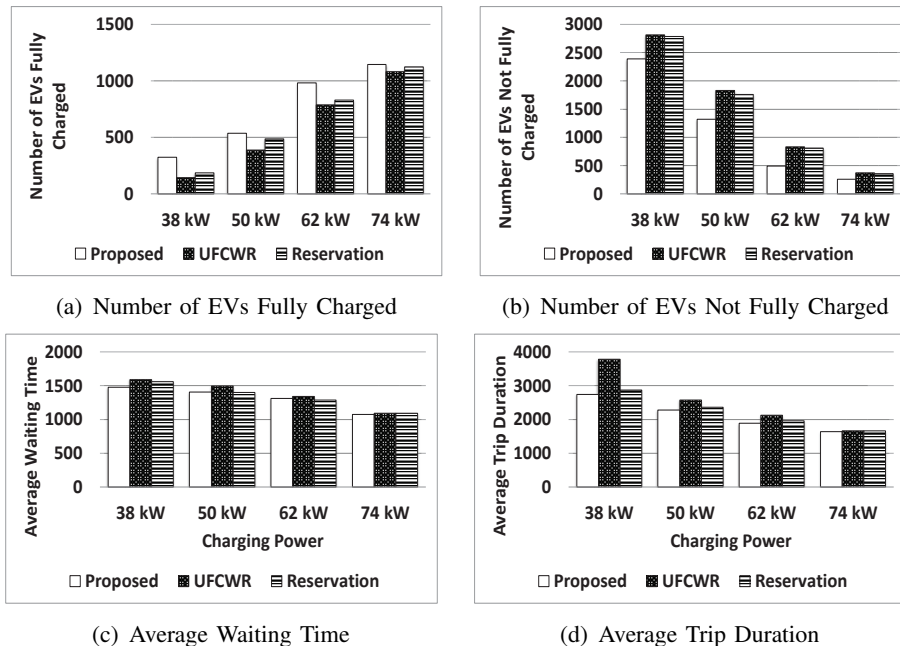 Number of EVs Fully Charged
1500
1000
500
0
38 kW 50 kW 62 kW 74 kW
Proposed UFCWR Reservation
(a) Number of EVs Fully Charged
Number of EVs Not Fully Charged
3000
2500
2000
1500
1000
500
0
38 kW 50 kW 62 kW 74 kW
Proposed UFCWR Reservation
(b) Number of EVs Not Fully Charged
Average Waiting Time
2000
1500
1000
500
0
38 kW 50 kW 62 kW 74 kW
Charging Power
Proposed UFCWR Reservation
(c) Average Waiting Time
Average Trip Duration
4000
3000
2000
1000
0
38 kW 50 kW 62 kW 74 kW
Charging Power
Proposed UFCWR Reservation
(d) Average Trip Duration